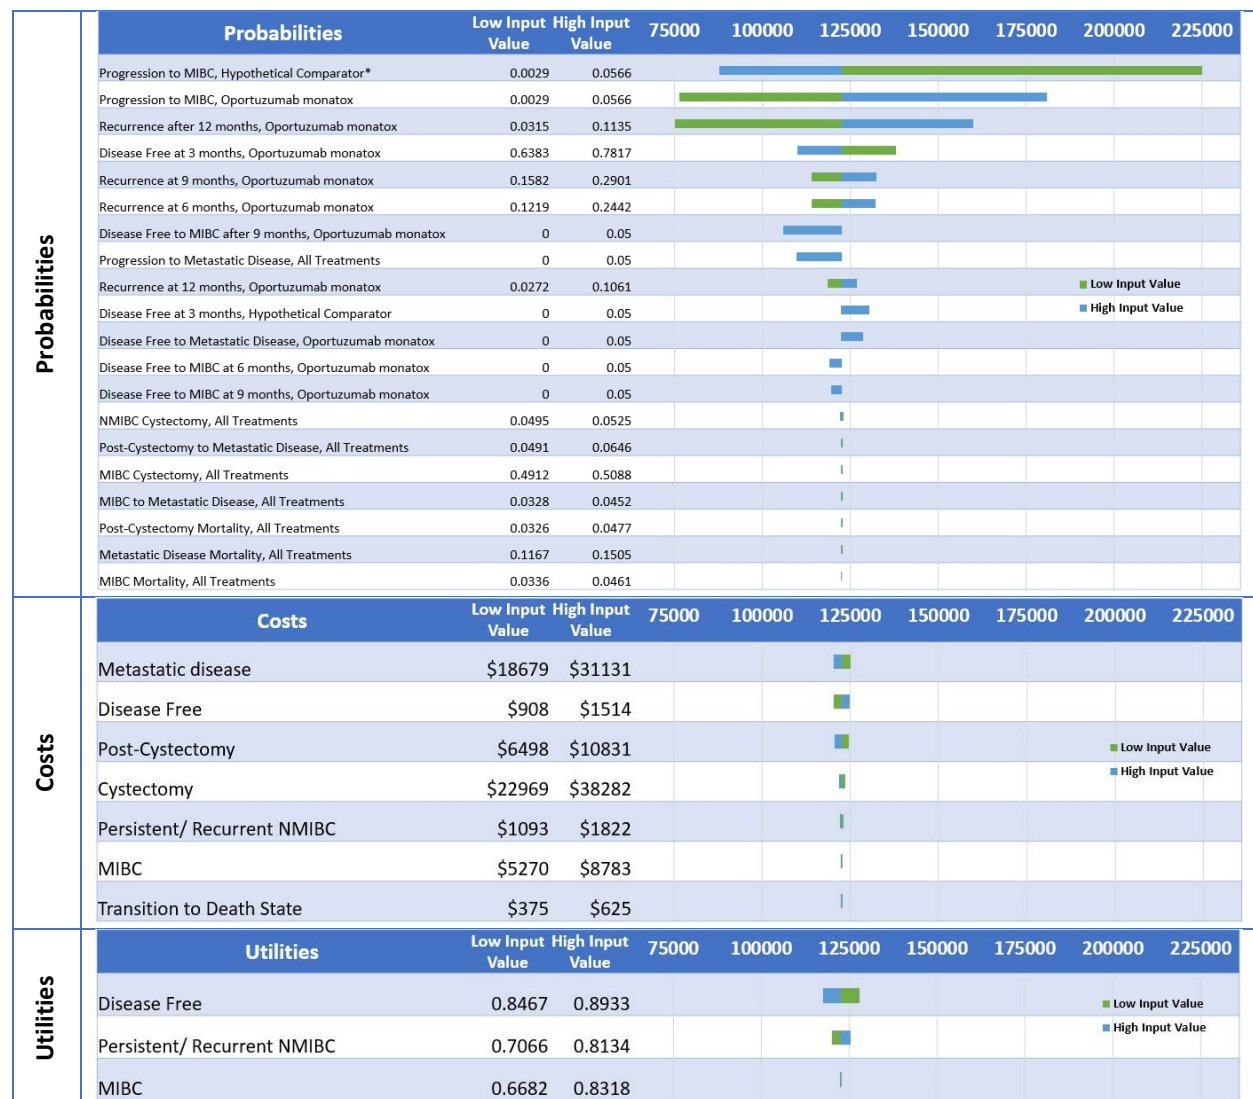 Probabilities
Probabilities Low Input Value High Input Value 75000 100000 125000 150000 175000 200000 225000
Progression to MIBC, Hypothetical Comparator* 0.0029 0.0566
Progression to MIBC, Oportuzumab monatox 0.0029 0.0566
Recurrence after 12 months, Oportuzumab monatox 0.0315 0.1135
Disease Free at 3 months, Oportuzumab monatox 0.6383 0.7817
Recurrence at 9 months, Oportuzumab monatox 0.1582 0.2901
Recurrence at 6 months, Oportuzumab monatox 0.1219 0.2442
Disease Free to MIBC after 9 months, Oportuzumab monatox 0 0.05
Progression to Metastatic Disease, All Treatments 0 0.05
Recurrence at 12 months, Oportuzumab monatox 0.0272 0.1061
Low Input Value
Disease Free at 3 months, Hypothetical Comparator 0 0.05
High Input Value
Disease Free to Metastatic Disease, Oportuzumab monatox 0 0.05
Disease Free to MIBC at 6 months, Oportuzumab monatox 0 0.05
Disease Free to MIBC at 9 months, Oportuzumab monatox 0 0.05
NMIBC Cystectomy, All Treatments 0.0495 0.0525
Post-Cystectomy to Metastatic Disease, All Treatments 0.0491 0.0646
MIBC Cystectomy, All Treatments 0.4912 0.5088
MIBC to Metastatic Disease, All Treatments 0.0328 0.0452
Post-Cystectomy Mortality, All Treatments 0.0326 0.0477
Metastatic Disease Mortality, All Treatments 0.1167 0.1505
MIBC Mortality, All Treatments 0.0336 0.0461
Costs
Costs Low Input Value High Input Value 75000 100000 125000 150000 175000 200000 225000
Metastatic disease $18679 $31131
Disease Free $908 $1514
Post-Cystectomy $6498 $10831
Low Input Value
High Input Value
Cystectomy $22969 $38282
Persistent/ Recurrent NMIBC $1093 $1822
MIBC $5270 $8783
Transition to Death State $375 $625
Utilities
Utilities Low Input Value High Input Value 75000 100000 125000 150000 175000 200000 225000
Disease Free 0.8467 0.8933
Low Input Value
High Input Value
Persistent/ Recurrent NMIBC 0.7066 0.8134
MIBC 0.6682 0.8318